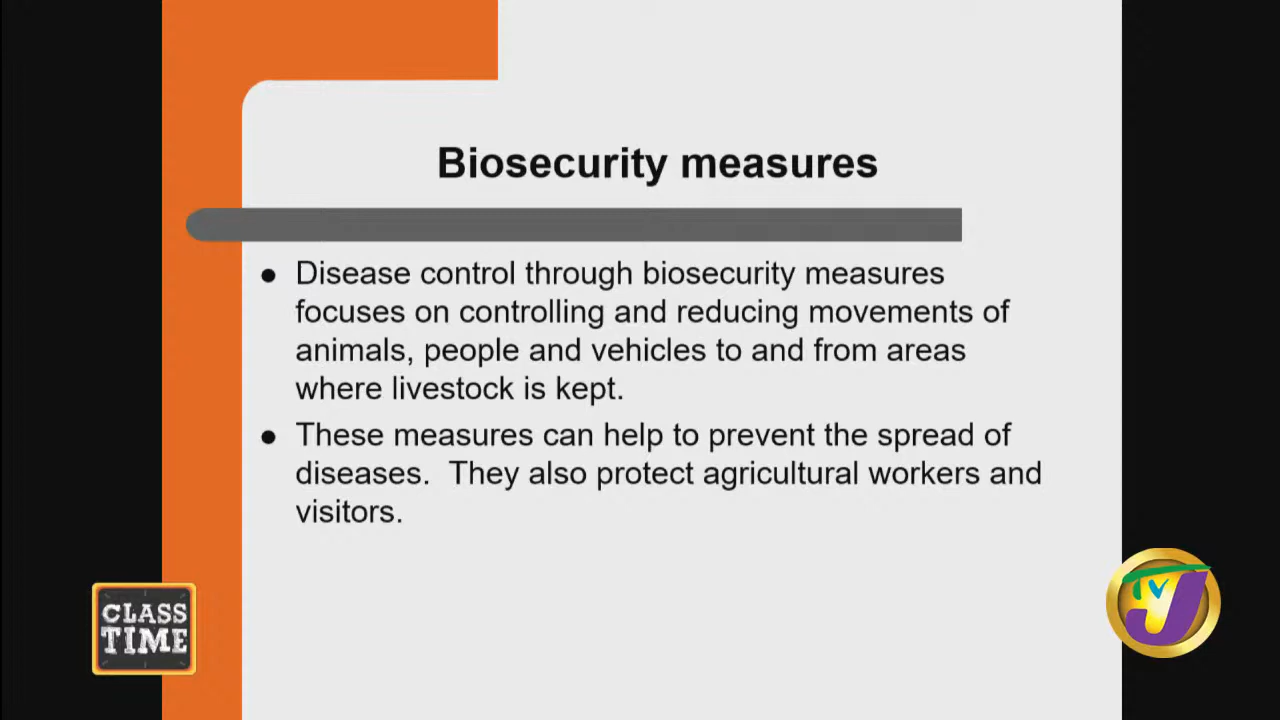 Biosecurity measures
● Disease control through biosecurity measures
focuses on controlling and reducing movements of
animals, people and vehicles to and from areas
where livestock is kept.
● These measures can help to prevent the spread of
diseases.  They also protect agricultural workers and
visitors.
CLASS
TIME
TVJ